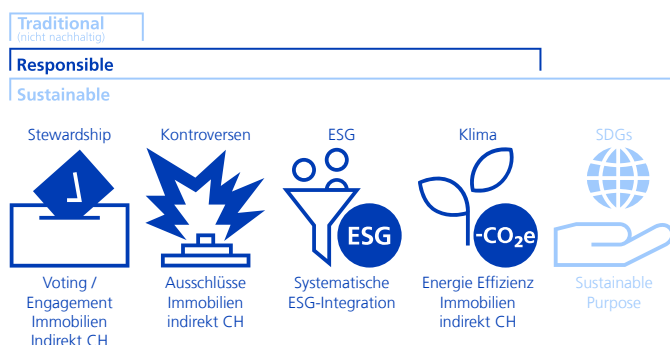 Traditional
(nicht nachhaltig)
Responsible
Sustainable
Stewardship
Kontroversen
ESG
Klima
SDGs
ESG
-CO₂e
Voting /
Engagement
Immobilien
Indirekt CH
Ausschlüsse
Immobilien
indirekt CH
Systematische
ESG-Integration
Energie Effizienz
Immobilien
indirekt CH
Sustainable
Purpose